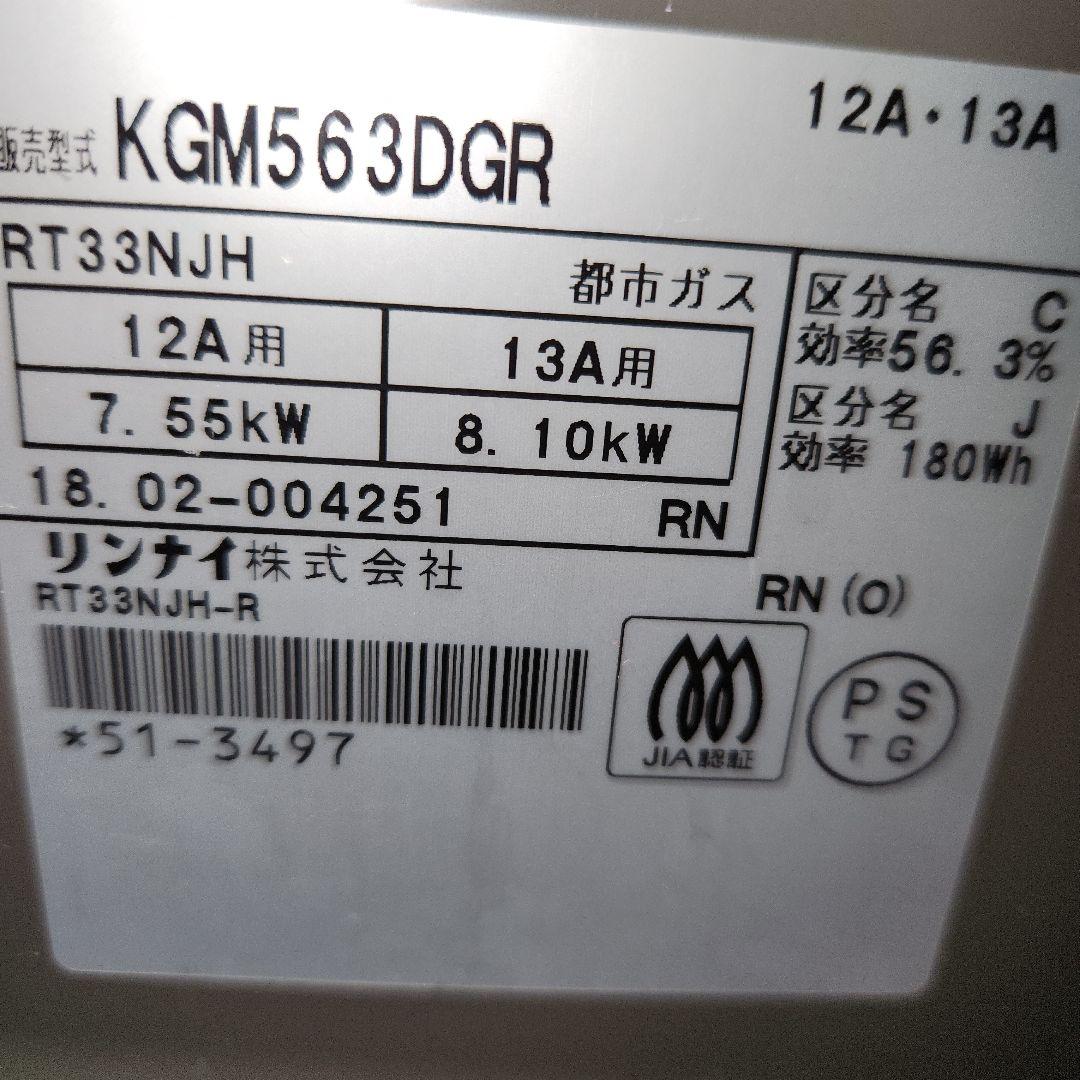 12A・13A
販売型式 KGM563DGR
RT33NJH
都市ガス
12A用 13A用
7.55kW 8.10kW
18.02-004251 RN
区分名 C
効率56.3%
区分名 J
効率 180Wh
リンナイ株式会社
RT33NJH-R
RN(O)
*51-3497
JIA認証
PS
TG